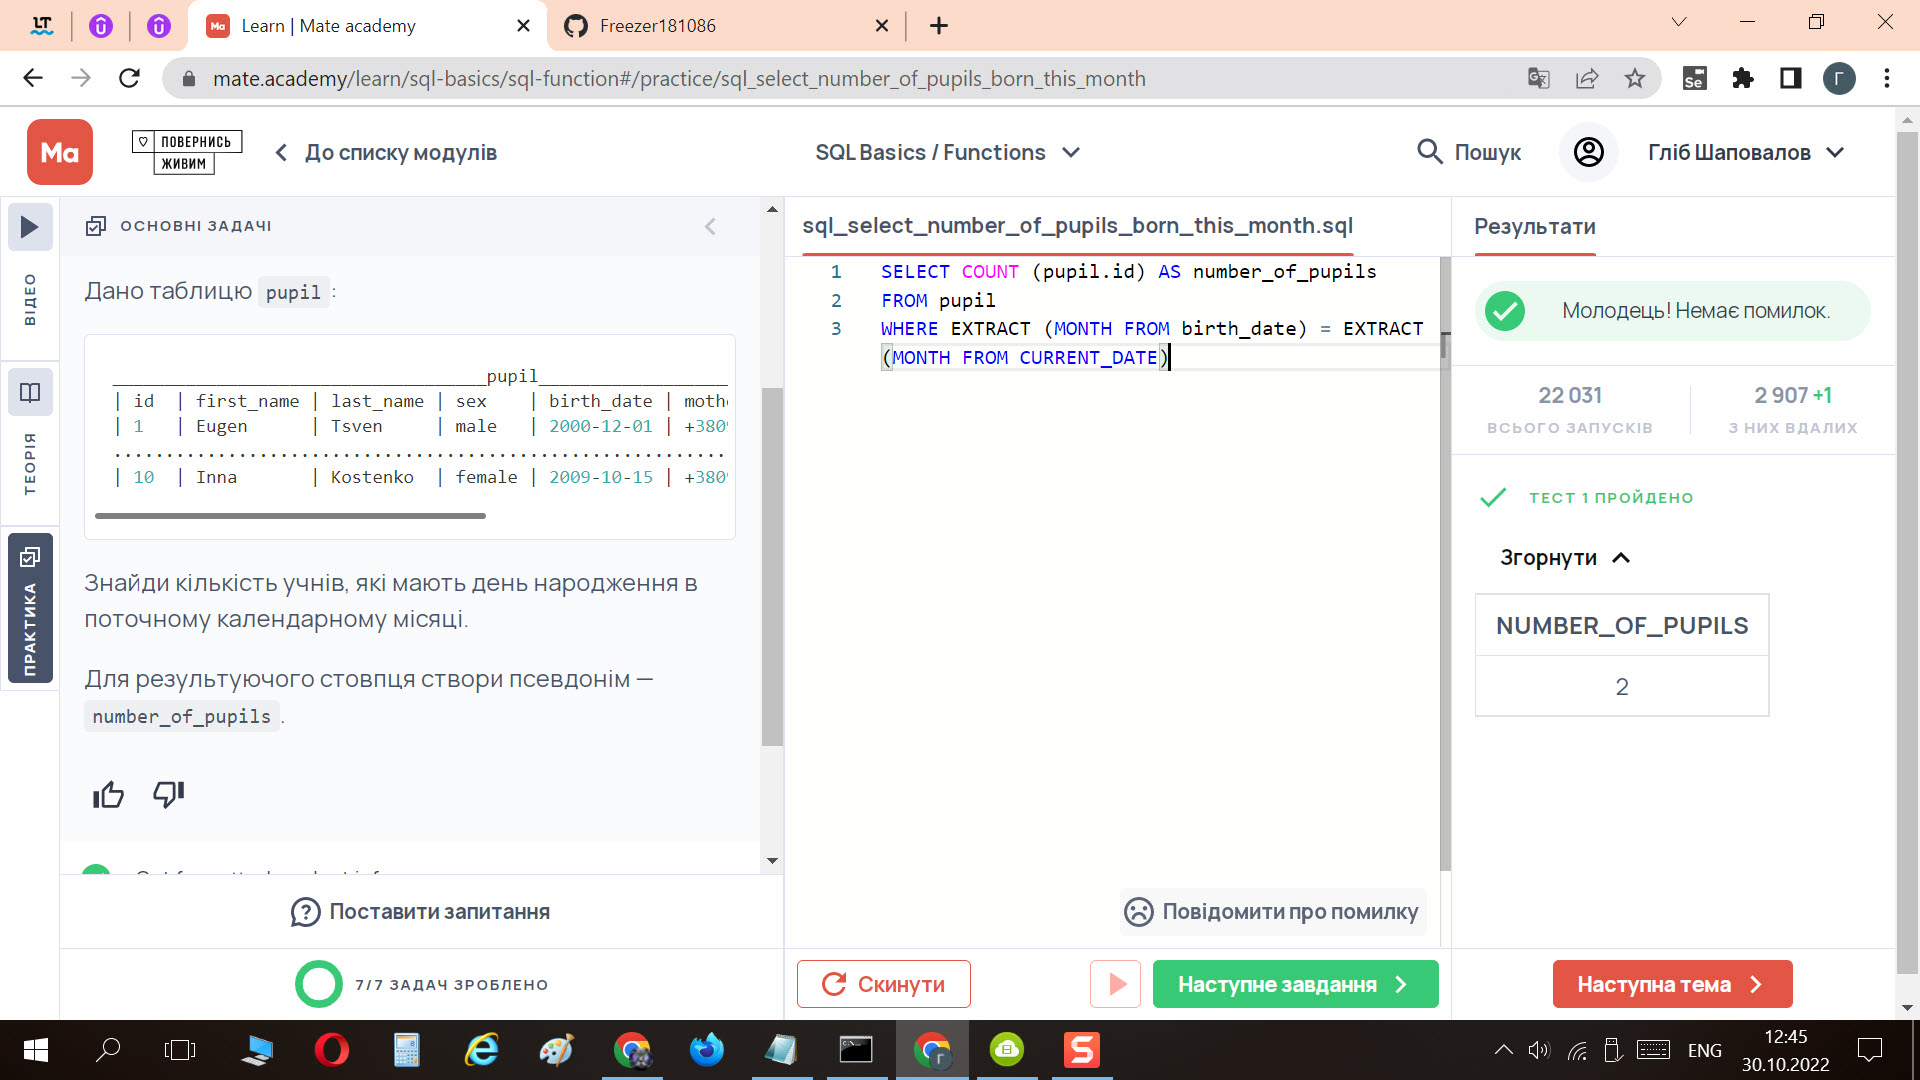 Learn | Mate academy
Freezer181086
mate.academy/learn/sql-basics/sql-function#/practice/sql_select_number_of_pupils_born_this_month
Se
Г
Ma
ПОВЕРНИСЬ
ЖИВИМ
До списку модулів
SQL Basics / Functions
Пошук
Гліб Шаповалов
ВІДЕО
ТЕОРІЯ
ПРАКТИКА
ОСНОВНІ ЗАДАЧІ
Дано таблицю pupil :
____________________________________pupil__________________
| id | first_name | last_name | sex | birth_date | moth
| 1 | Eugen | Tsven | male | 2000-12-01 | +380
...........................................................
| 10 | Inna | Kostenko | female | 2009-10-15 | +380
Знайди кількість учнів, які мають день народження в
поточному календарному місяці.
Для результуючого стовпця створи псевдонім —
number_of_pupils .
Поставити запитання
7/7 ЗАДАЧ ЗРОБЛЕНО
sql_select_number_of_pupils_born_this_month.sql
1 SELECT COUNT (pupil.id) AS number_of_pupils
2 FROM pupil
3 WHERE EXTRACT (MONTH FROM birth_date) = EXTRACT
(MONTH FROM CURRENT_DATE)
Повідомити про помилку
Скинути
Наступне завдання
Результати
Молодець! Немає помилок.
22 031
ВСЬОГО ЗАПУСКІВ
2 907 +1
З НИХ ВДАЛИХ
ТЕСТ 1 ПРОЙДЕНО
Згорнути
NUMBER_OF_PUPILS
2
Наступна тема
ENG
12:45
30.10.2022